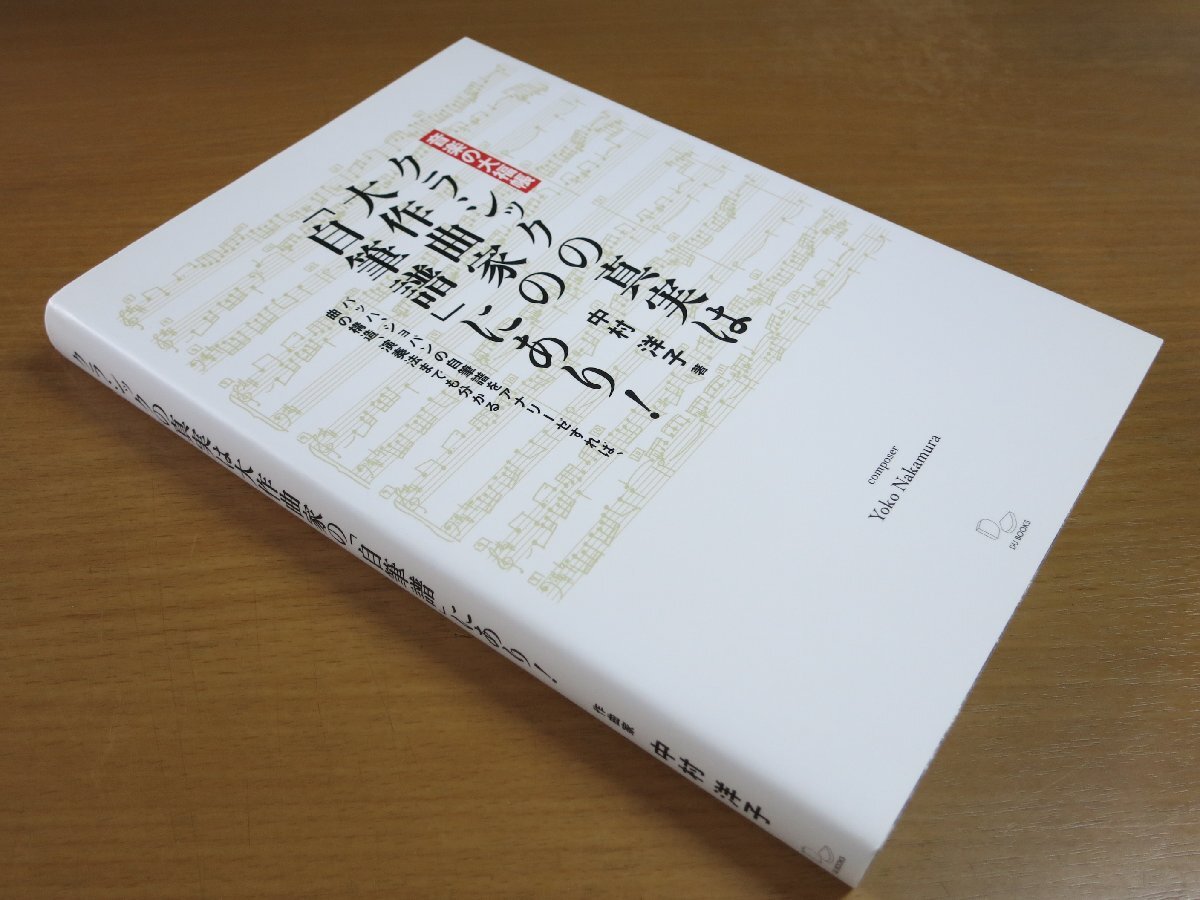 音楽の大福帳
クラシックの真実は
大作曲家の
「自筆譜」にあり!
中村 洋子 著
バッハ、ショパンの自筆譜をアナリーゼすれば、
曲の構造、演奏法までも分かる
composer
Yoko Nakamura
DU BOOKS
クラシックの真実は大作曲家の「自筆譜」にあり!
作曲家 中村 洋子
DU BOOKS